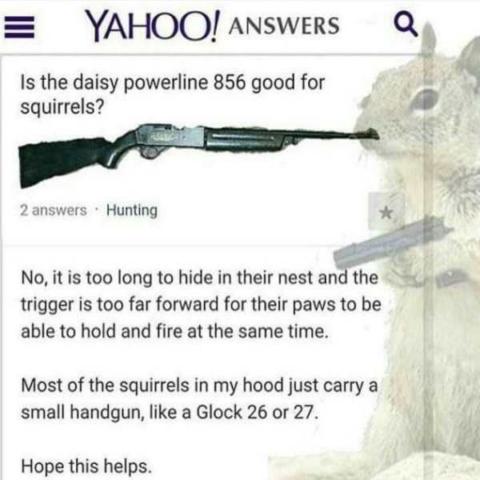 YAHOO! ANSWERS
Is the daisy powerline 856 good for
squirrels?
2 answers · Hunting
No, it is too long to hide in their nest and the
trigger is too far forward for their paws to be
able to hold and fire at the same time.
Most of the squirrels in my hood just carry a
small handgun, like a Glock 26 or 27.
Hope this helps.